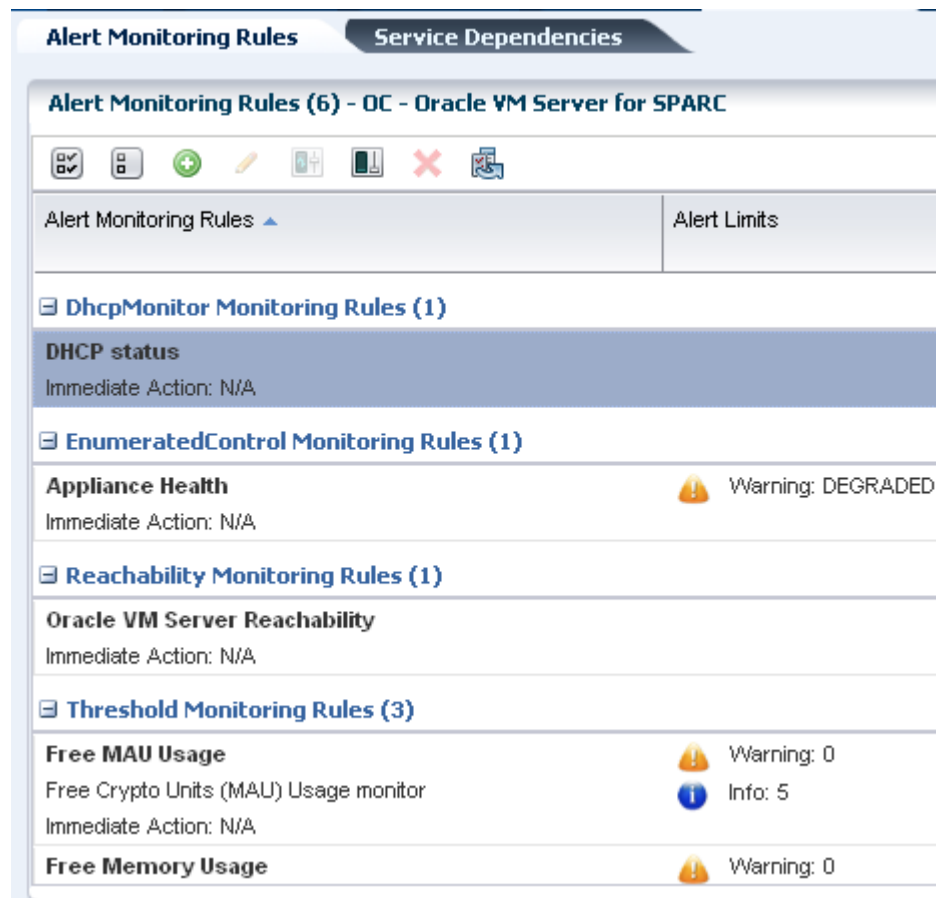 Alert Monitoring Rules Service Dependencies
Alert Monitoring Rules (6) - OC - Oracle VM Server for SPARC
Alert Monitoring Rules Alert Limits
DhcpMonitor Monitoring Rules (1)
DHCP status
Immediate Action: N/A
EnumeratedControl Monitoring Rules (1)
Appliance Health Warning: DEGRADED
Immediate Action: N/A
Reachability Monitoring Rules (1)
Oracle VM Server Reachability
Immediate Action: N/A
Threshold Monitoring Rules (3)
Free MAU Usage Warning: 0
Free Crypto Units (MAU) Usage monitor Info: 5
Immediate Action: N/A
Free Memory Usage Warning: 0